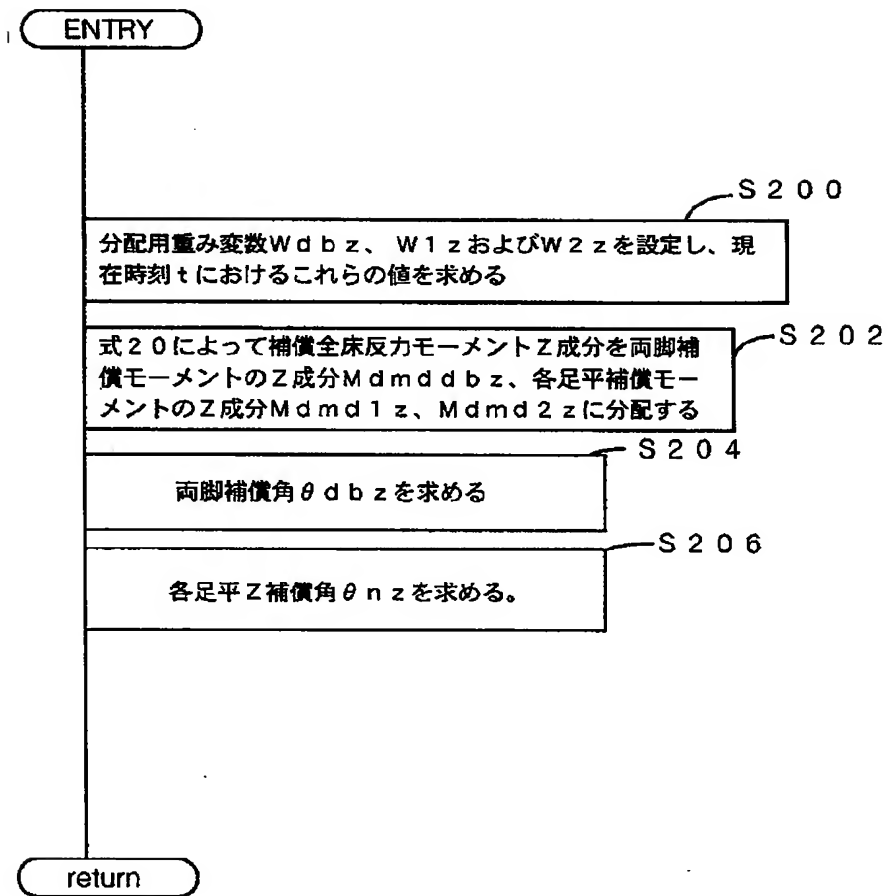 ENTRY
S200
分配用重み変数Wdbz、W1zおよびW2zを設定し、現
在時刻tにおけるこれらの値を求める
S202
式20によって補償全床反力モーメントZ成分を両脚補
償モーメントのZ成分Mdmddbz、各足平補償モー
メントのZ成分Mdmd1z、Mdmd2zに分配する
S204
両脚補償角θdbzを求める
S206
各足平Z補償角θnzを求める。
return